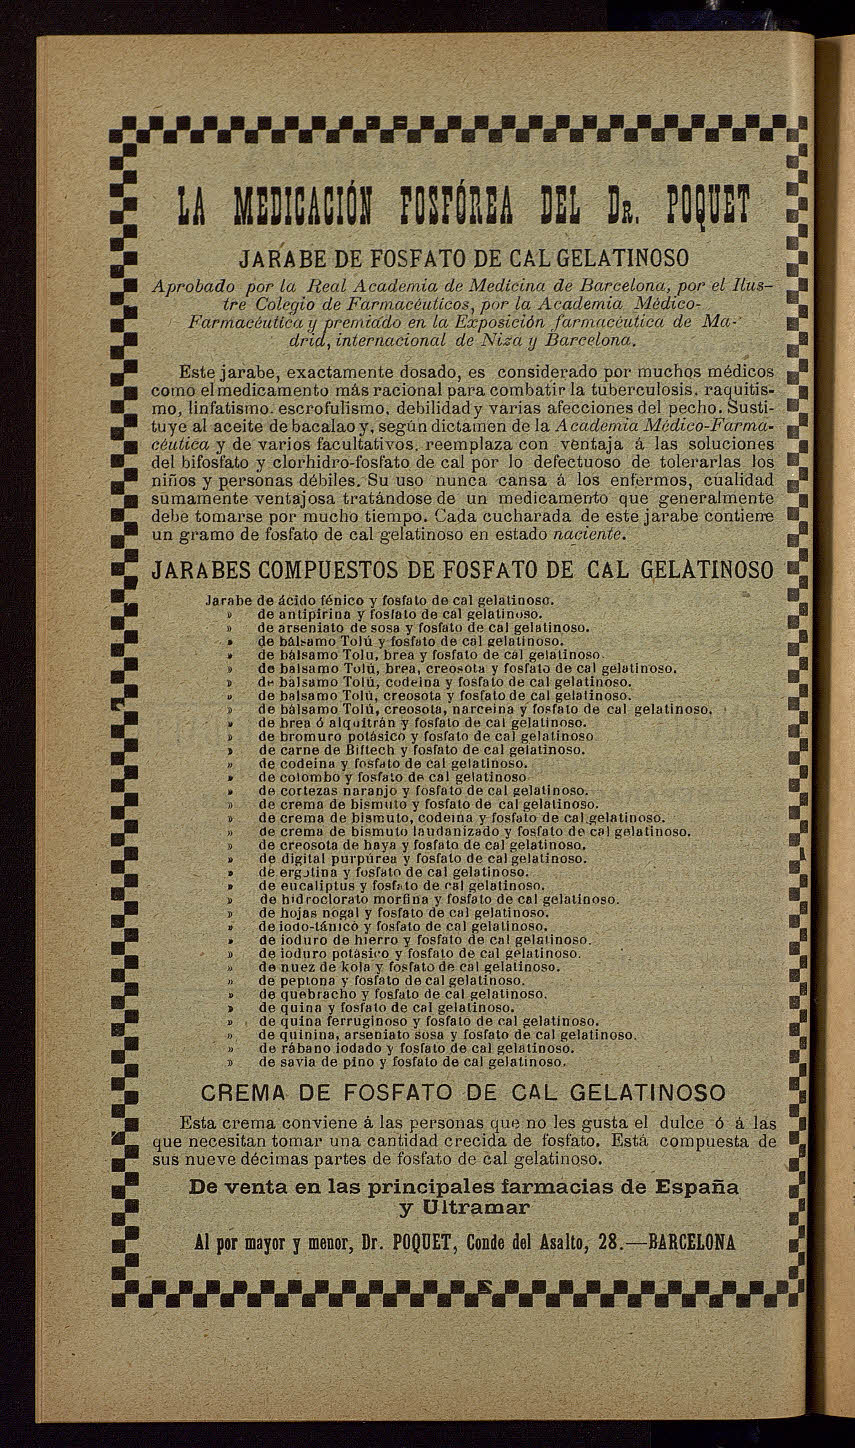 LA MEDICACIÓN FOSFÓREA DEL DR. POQUET
JARABE DE FOSFATO DE CAL GELATINOSO
Aprobado por la Real Academia de Medicina de Barcelona, por el Ilus-
tre Colegio de Farmacéuticos, por la Academia Médico-
Farmacéutica y premiado en la Exposición farmacéutica de Ma-
drid, internacional de Niza y Barcelona.
Este jarabe, exactamente dosado, es considerado por muchos médicos
como el medicamento más racional para combatir la tuberculosis, raquitis-
mo, linfatismo, escrofulismo, debilidad y varias afecciones del pecho. Susti-
tuye al aceite de bacalao y, según dictámen de la Academia Médico-Farma-
céutica y de varios facultativos, reemplaza con ventaja á las soluciones
del bifosfato y clorhidro-fosfato de cal por lo defectuoso de tolerarlas los
niños y personas débiles. Su uso nunca cansa á los enfermos, cualidad
sumamente ventajosa tratándose de un medicamento que generalmente
debe tomarse por mucho tiempo. Cada cucharada de este jarabe contiene
un gramo de fosfato de cal gelatinoso en estado naciente.
JARABES COMPUESTOS DE FOSFATO DE CAL GELATINOSO
Jarabe de ácido fénico y fosfato de cal gelatinoso.
» de antipirina y fosfato de cal gelatinoso.
» de arseniato de sosa y fosfato de cal gelatinoso.
» de bálsamo Tolú y fosfato de cal gelatinoso.
» de bálsamo Tolu, brea y fosfato de cal gelatinoso.
» de balsamo Tolú, brea, creosota y fosfato de cal gelatinoso.
» de balsamo Tolú, codeina y fosfato de cal gelatinoso.
» de balsamo Tolú, creosota y fosfato de cal gelatinoso.
» de bálsamo Tolú, creosota, narceina y fosfato de cal gelatinoso.
» de brea ó alquitrán y fosfato de cal gelatinoso.
» de bromuro potásico y fosfato de cal gelatinoso
» de carne de Biftech y fosfato de cal gelatinoso.
» de codeina y fosfato de cal gelatinoso.
» de colombo y fosfato de cal gelatinoso
» de cortezas naranjo y fosfato de cal gelatinoso.
» de crema de bismuto y fosfato de cal gelatinoso.
» de crema de bismuto, codeina y fosfato de cal gelatinoso.
» de crema de bismuto laudanizado y fosfato de cal gelatinoso.
» de creosota de haya y fosfato de cal gelatinoso.
» de digital purpúrea y fosfato de cal gelatinoso.
» de ergotina y fosfato de cal gelatinoso.
» de eucaliptus y fosfato de cal gelatinoso.
» de hidroclorato morfina y fosfato de cal gelatinoso.
» de hojas nogal y fosfato de cal gelatinoso.
» de iodo-tánico y fosfato de cal gelatinoso.
» de ioduro de hierro y fosfato de cal gelatinoso.
» de ioduro potásico y fosfato de cal gelatinoso.
» de nuez de kola y fosfato de cal gelatinoso.
» de peptona y fosfato de cal gelatinoso.
» de quebracho y fosfato de cal gelatinoso.
» de quina y fosfato de cal gelatinoso.
» de quina ferruginoso y fosfato de cal gelatinoso.
» de quinina, arseniato sosa y fosfato de cal gelatinoso.
» de rábano iodado y fosfato de cal gelatinoso.
» de savia de pino y fosfato de cal gelatinoso.
CREMA DE FOSFATO DE CAL GELATINOSO
Esta crema conviene á las personas que no les gusta el dulce ó á las
que necesitan tomar una cantidad crecida de fosfato. Está compuesta de
sus nueve décimas partes de fosfato de cal gelatinoso.
De venta en las principales farmacias de España
y Ultramar
Al por mayor y menor, Dr. POQUET, Conde del Asalto, 28.—BARCELONA